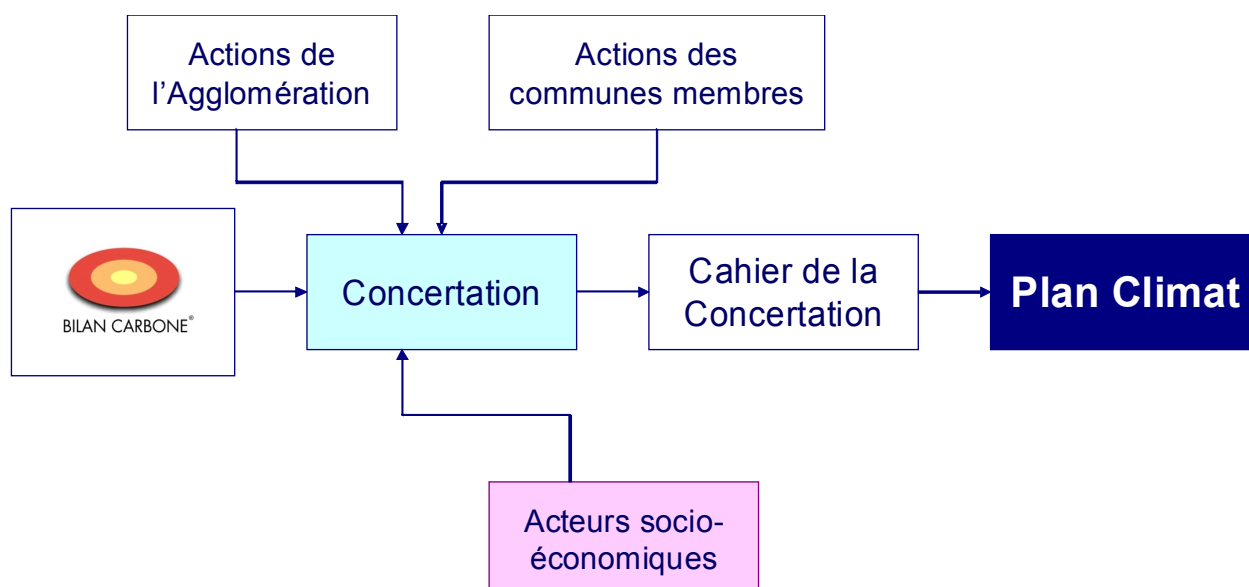 Actions de
l'Agglomération
Actions des
communes membres
BILAN CARBONE®
Concertation
Cahier de la
Concertation
Plan Climat
Acteurs socio-
économiques